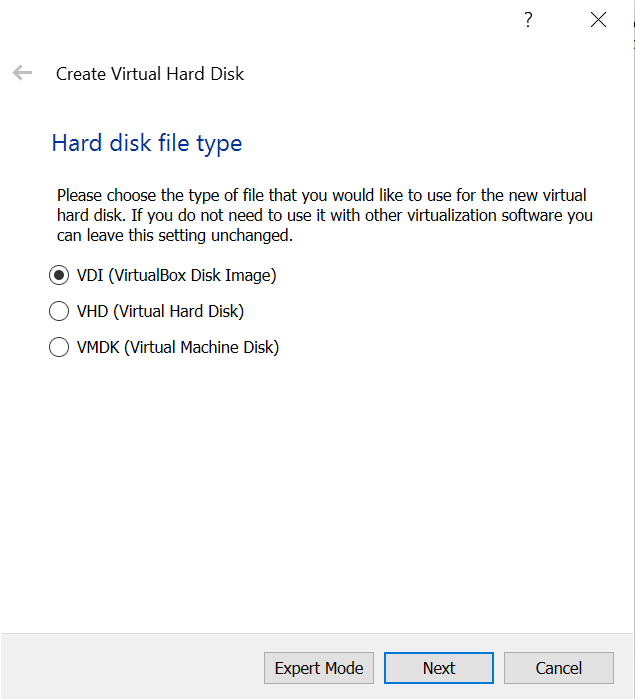 ?
Create Virtual Hard Disk
Hard disk file type
Please choose the type of file that you would like to use for the new virtual
hard disk. If you do not need to use it with other virtualization software you
can leave this setting unchanged.
VDI (VirtualBox Disk Image)
VHD (Virtual Hard Disk)
VMDK (Virtual Machine Disk)
Expert Mode Next Cancel